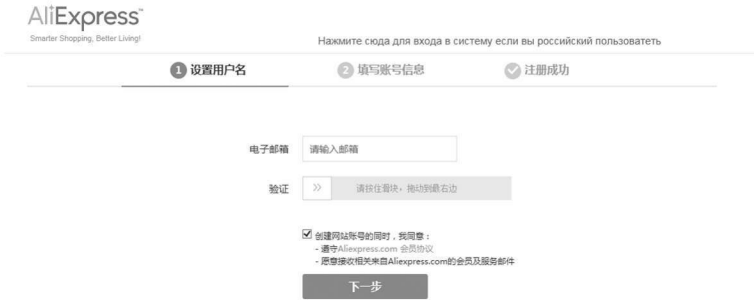 AliExpress™
Smarter Shopping, Better Living!
Нажмите сюда для входа в систему если вы российский пользоватеть
1 设置用户名 2 填写账号信息 注册成功
电子邮箱 请输入邮箱
验证 >> 请按住滑块，拖动到最右边
创建网站账号的同时，我同意：
- 遵守Aliexpress.com 会员协议
- 愿意接收相关来自Aliexpress.com的会员及服务邮件
下一步